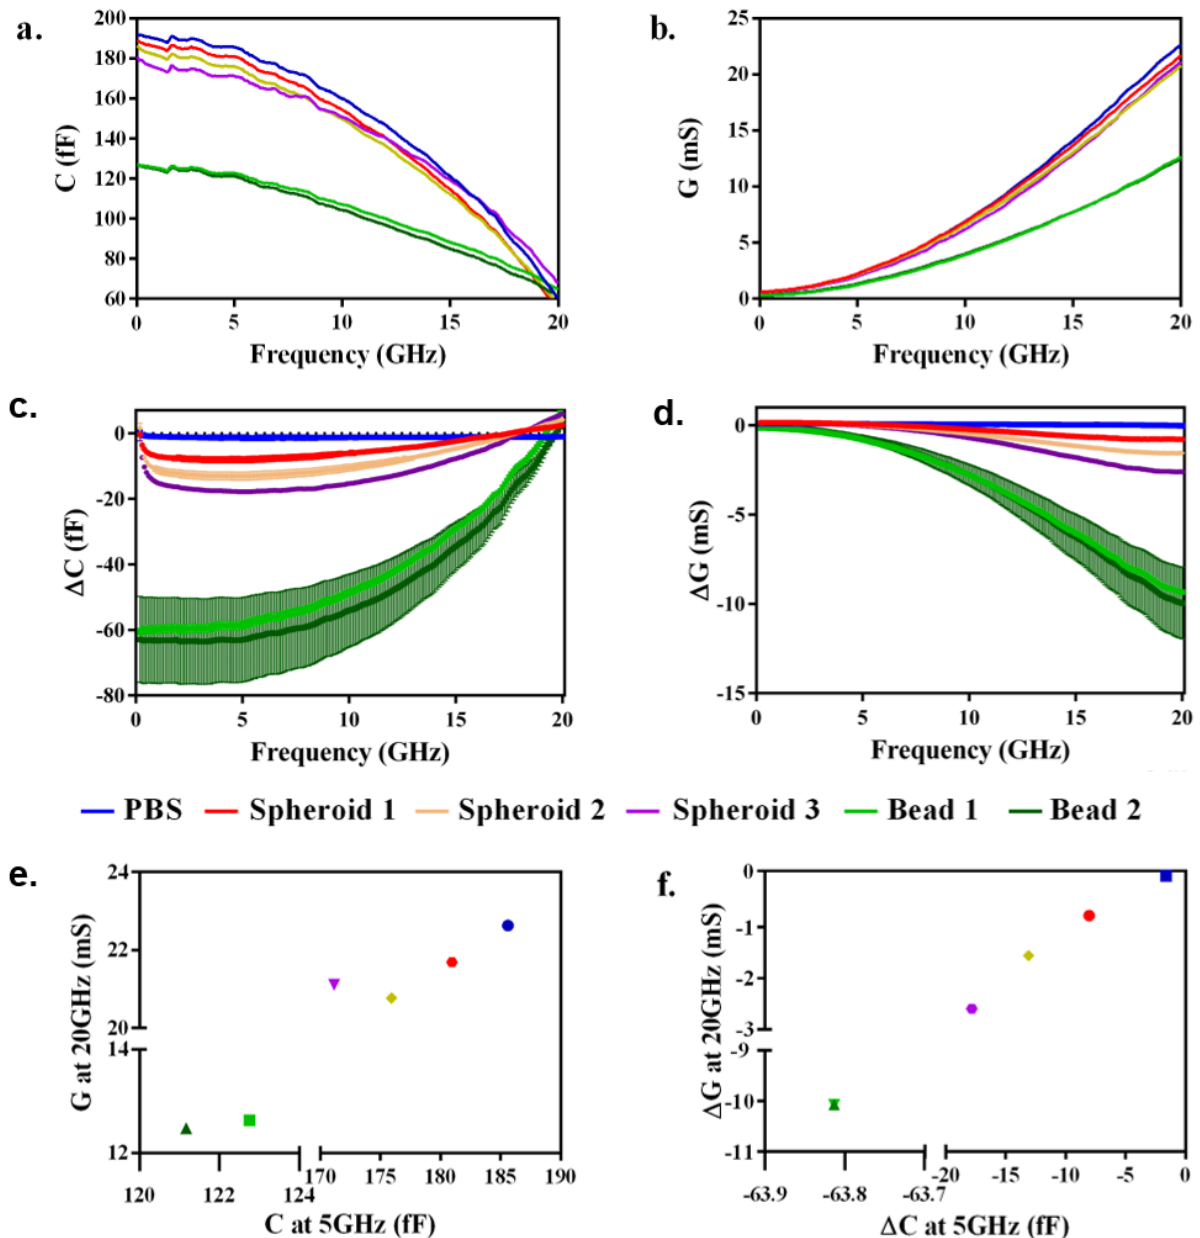 a.
200
180
160
140
120
100
80
60
C (fF)
0 5 10 15 20
Frequency (GHz)
b.
25
20
15
10
5
0
G (mS)
0 5 10 15 20
Frequency (GHz)
c.
0
-20
-40
-60
-80
ΔC (fF)
0 5 10 15 20
Frequency (GHz)
d.
0
-5
-10
-15
ΔG (mS)
0 5 10 15 20
Frequency (GHz)
PBS Spheroid 1 Spheroid 2 Spheroid 3 Bead 1 Bead 2
e.
24
22
20
14
12
G at 20GHz (mS)
120 122 124 170 175 180 185 190
C at 5GHz (fF)
f.
0
-1
-2
-3
-9
-10
-11
ΔG at 20GHz (mS)
-63.9 -63.8 -63.7 -20 -15 -10 -5 0
ΔC at 5GHz (fF)